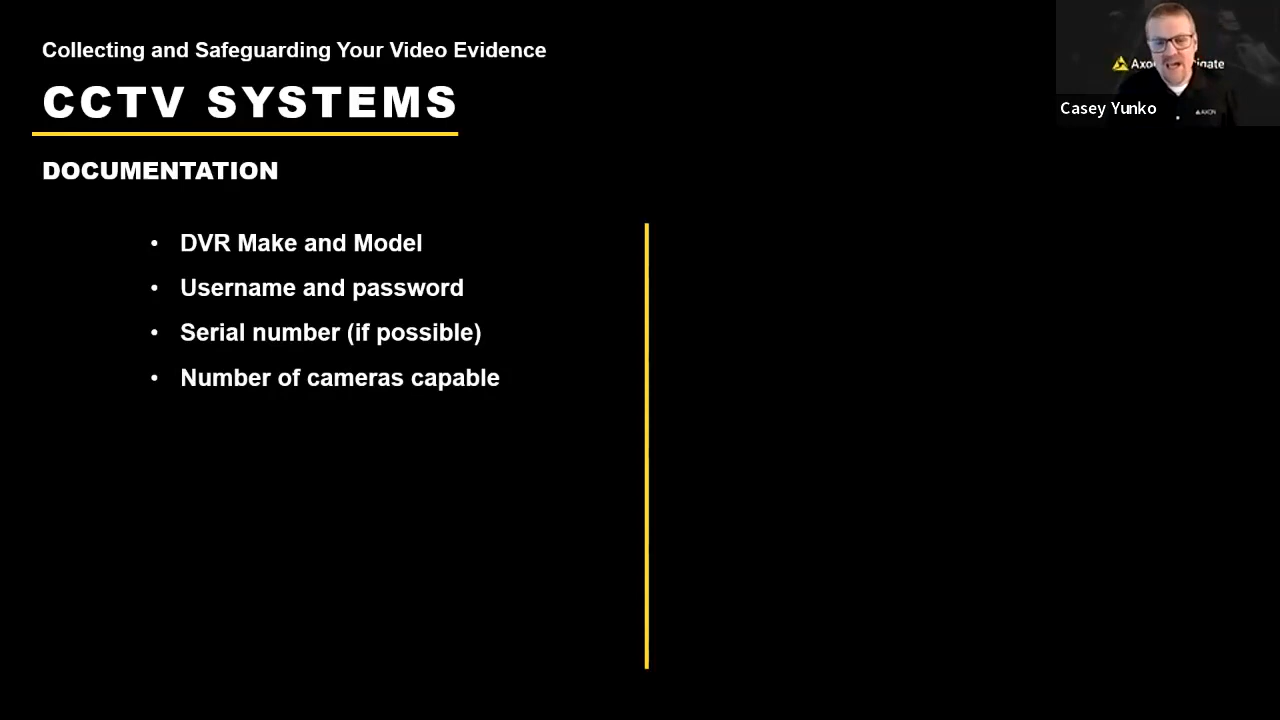 Collecting and Safeguarding Your Video Evidence
CCTV SYSTEMS
DOCUMENTATION
• DVR Make and Model
• Username and password
• Serial number (if possible)
• Number of cameras capable
Casey Yunko
AXON